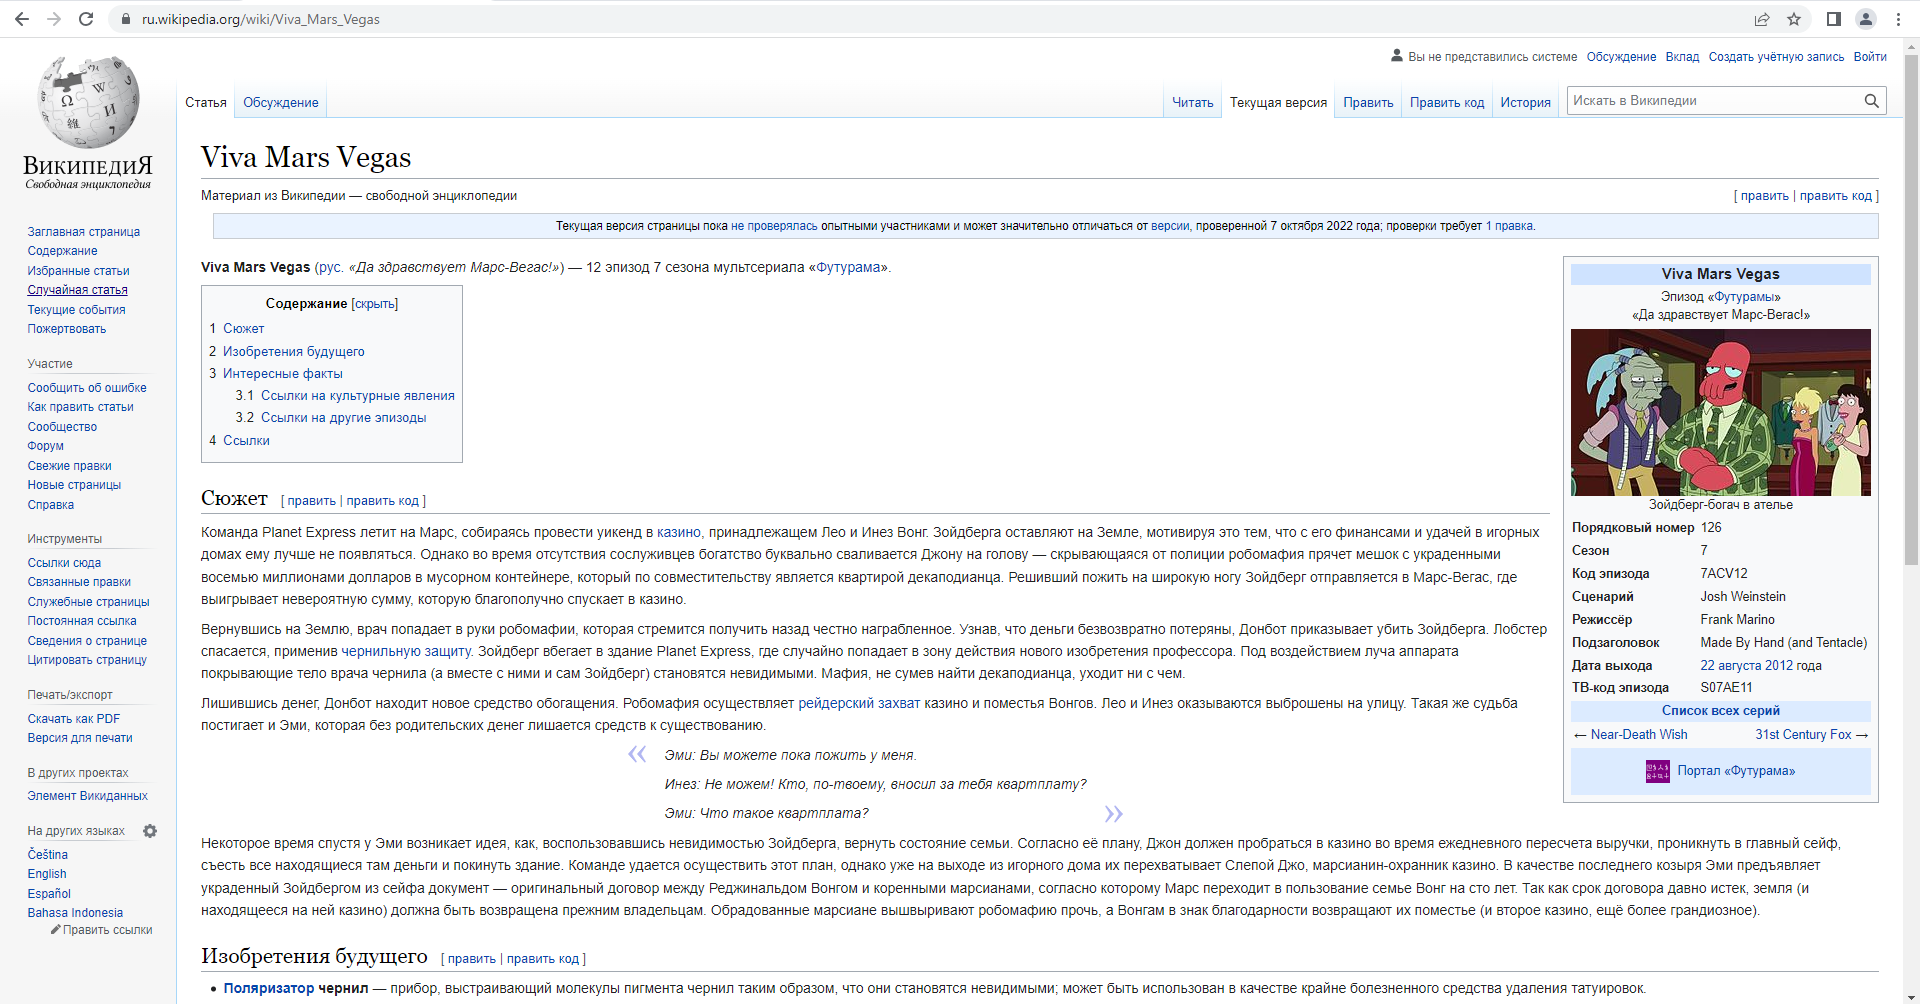 ru.wikipedia.org/wiki/Viva_Mars_Vegas
Вы не представились системе Обсуждение Вклад Создать учётную запись Войти
ВикипедиЯ
Свободная энциклопедия
Статья Обсуждение
Читать Текущая версия Править Править код История Искать в Википедии
Заглавная страница
Содержание
Избранные статьи
Случайная статья
Текущие события
Пожертвовать
Участие
Сообщить об ошибке
Как править статьи
Сообщество
Форум
Свежие правки
Новые страницы
Справка
Инструменты
Ссылки сюда
Связанные правки
Служебные страницы
Постоянная ссылка
Сведения о странице
Цитировать страницу
Печать/экспорт
Скачать как PDF
Версия для печати
В других проектах
Элемент Викиданных
На других языках
Čeština
English
Español
Bahasa Indonesia
Править ссылки
Viva Mars Vegas
Материал из Википедии — свободной энциклопедии
[ править | править код ]
Текущая версия страницы пока не проверялась опытными участниками и может значительно отличаться от версии, проверенной 7 октября 2022 года; проверки требует 1 правка.
Viva Mars Vegas (рус. «Да здравствует Марс-Вегас!») — 12 эпизод 7 сезона мультсериала «Футурама».
Содержание [скрыть]
1 Сюжет
2 Изобретения будущего
3 Интересные факты
3.1 Ссылки на культурные явления
3.2 Ссылки на другие эпизоды
4 Ссылки
Сюжет [ править | править код ]
Команда Planet Express летит на Марс, собираясь провести уикенд в казино, принадлежащем Лео и Инез Вонг. Зойдберга оставляют на Земле, мотивируя это тем, что с его финансами и удачей в игорных
домах ему лучше не появляться. Однако во время отсутствия сослуживцев богатство буквально сваливается Джону на голову — скрывающаяся от полиции робомафия прячет мешок с украденными
восемью миллионами долларов в мусорном контейнере, который по совместительству является квартирой декаподианца. Решивший пожить на широкую ногу Зойдберг отправляется в Марс-Вегас, где
выигрывает невероятную сумму, которую благополучно спускает в казино.
Вернувшись на Землю, врач попадает в руки робомафии, которая стремится получить назад честно награбленное. Узнав, что деньги безвозвратно потеряны, Донбот приказывает убить Зойдберга. Лобстер
спасается, применив чернильную защиту. Зойдберг вбегает в здание Planet Express, где случайно попадает в зону действия нового изобретения профессора. Под воздействием луча аппарата
покрывающие тело врача чернила (а вместе с ними и сам Зойдберг) становятся невидимыми. Мафия, не сумев найти декаподианца, уходит ни с чем.
Лишившись денег, Донбот находит новое средство обогащения. Робомафия осуществляет рейдерский захват казино и поместья Вонгов. Лео и Инез оказываются выброшены на улицу. Такая же судьба
постигает и Эми, которая без родительских денег лишается средств к существованию.
« Эми: Вы можете пока пожить у меня.
Инез: Не можем! Кто, по-твоему, вносил за тебя квартплату?
Эми: Что такое квартплата? »
Некоторое время спустя у Эми возникает идея, как, воспользовавшись невидимостью Зойдберга, вернуть состояние семьи. Согласно её плану, Джон должен пробраться в казино во время ежедневного пересчета выручки, проникнуть в главный сейф,
съесть все находящиеся там деньги и покинуть здание. Команде удается осуществить этот план, однако уже на выходе из игорного дома их перехватывает Слепой Джо, марсианин-охранник казино. В качестве последнего козыря Эми предъявляет
украденный Зойдбергом из сейфа документ — оригинальный договор между Реджинальдом Вонгом и коренными марсианами, согласно которому Марс переходит в пользование семье Вонг на сто лет. Так как срок договора давно истек, земля (и
находящееся на ней казино) должна быть возвращена прежним владельцам. Обрадованные марсиане вышвыривают робомафию прочь, а Вонгам в знак благодарности возвращают их поместье (и второе казино, ещё более грандиозное).
Изобретения будущего [ править | править код ]
• Поляризатор чернил — прибор, выстраивающий молекулы пигмента чернил таким образом, что они становятся невидимыми; может быть использован в качестве крайне болезненного средства удаления татуировок.
Viva Mars Vegas
Эпизод «Футурамы»
«Да здравствует Марс-Вегас!»
Зойдберг-богач в ателье
Порядковый номер 126
Сезон 7
Код эпизода 7ACV12
Сценарий Josh Weinstein
Режиссёр Frank Marino
Подзаголовок Made By Hand (and Tentacle)
Дата выхода 22 августа 2012 года
ТВ-код эпизода S07AE11
Список всех серий
← Near-Death Wish 31st Century Fox →
Портал «Футурама»